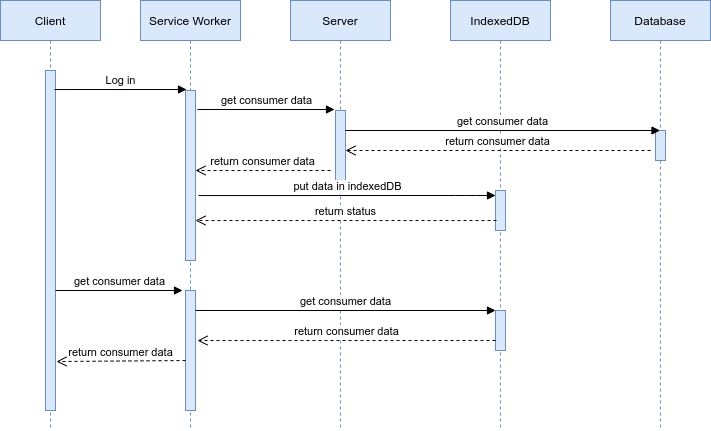 Client
Service Worker
Server
IndexedDB
Database
Log in
get consumer data
get consumer data
return consumer data
return consumer data
put data in indexedDB
return status
get consumer data
get consumer data
return consumer data
return consumer data